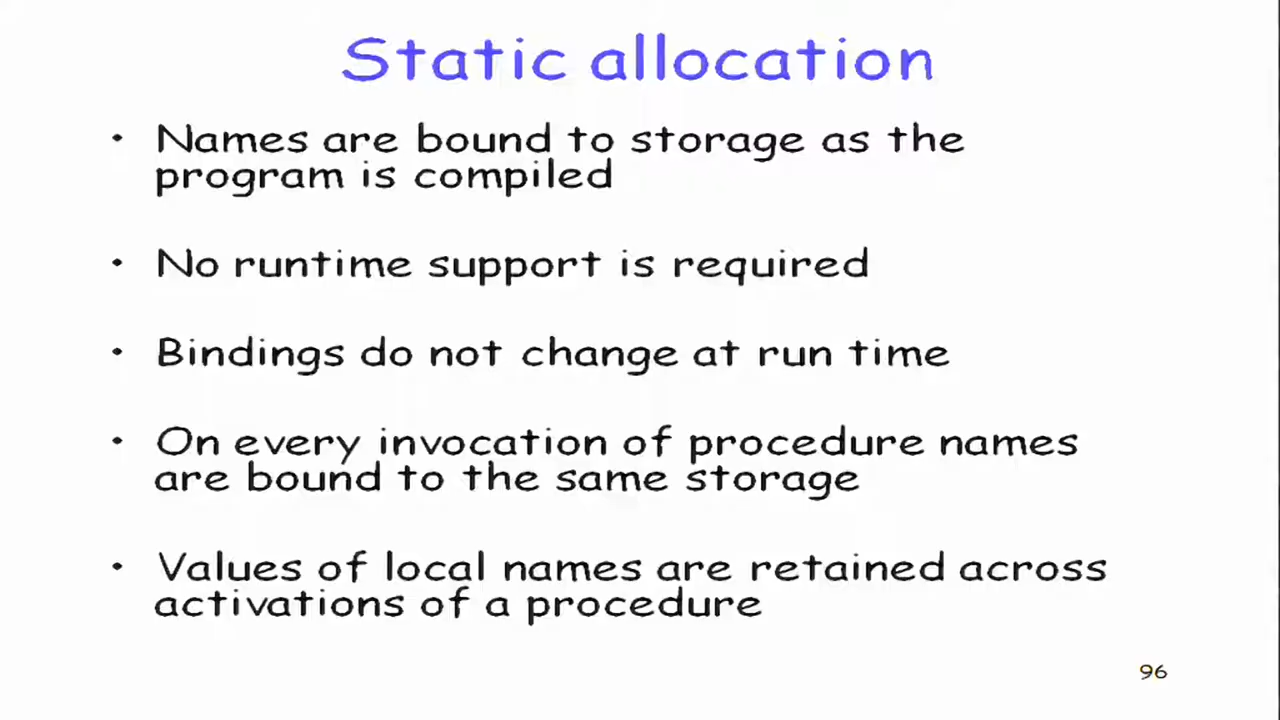 Static allocation
• Names are bound to storage as the
program is compiled
• No runtime support is required
• Bindings do not change at run time
• On every invocation of procedure names
are bound to the same storage
• Values of local names are retained across
activations of a procedure
96